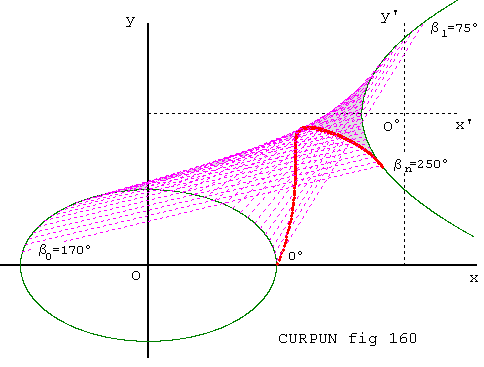 y
y'
β1=75°
O°
x'
βn=250°
β0=170°
0°
O
x
CURPUN fig 160